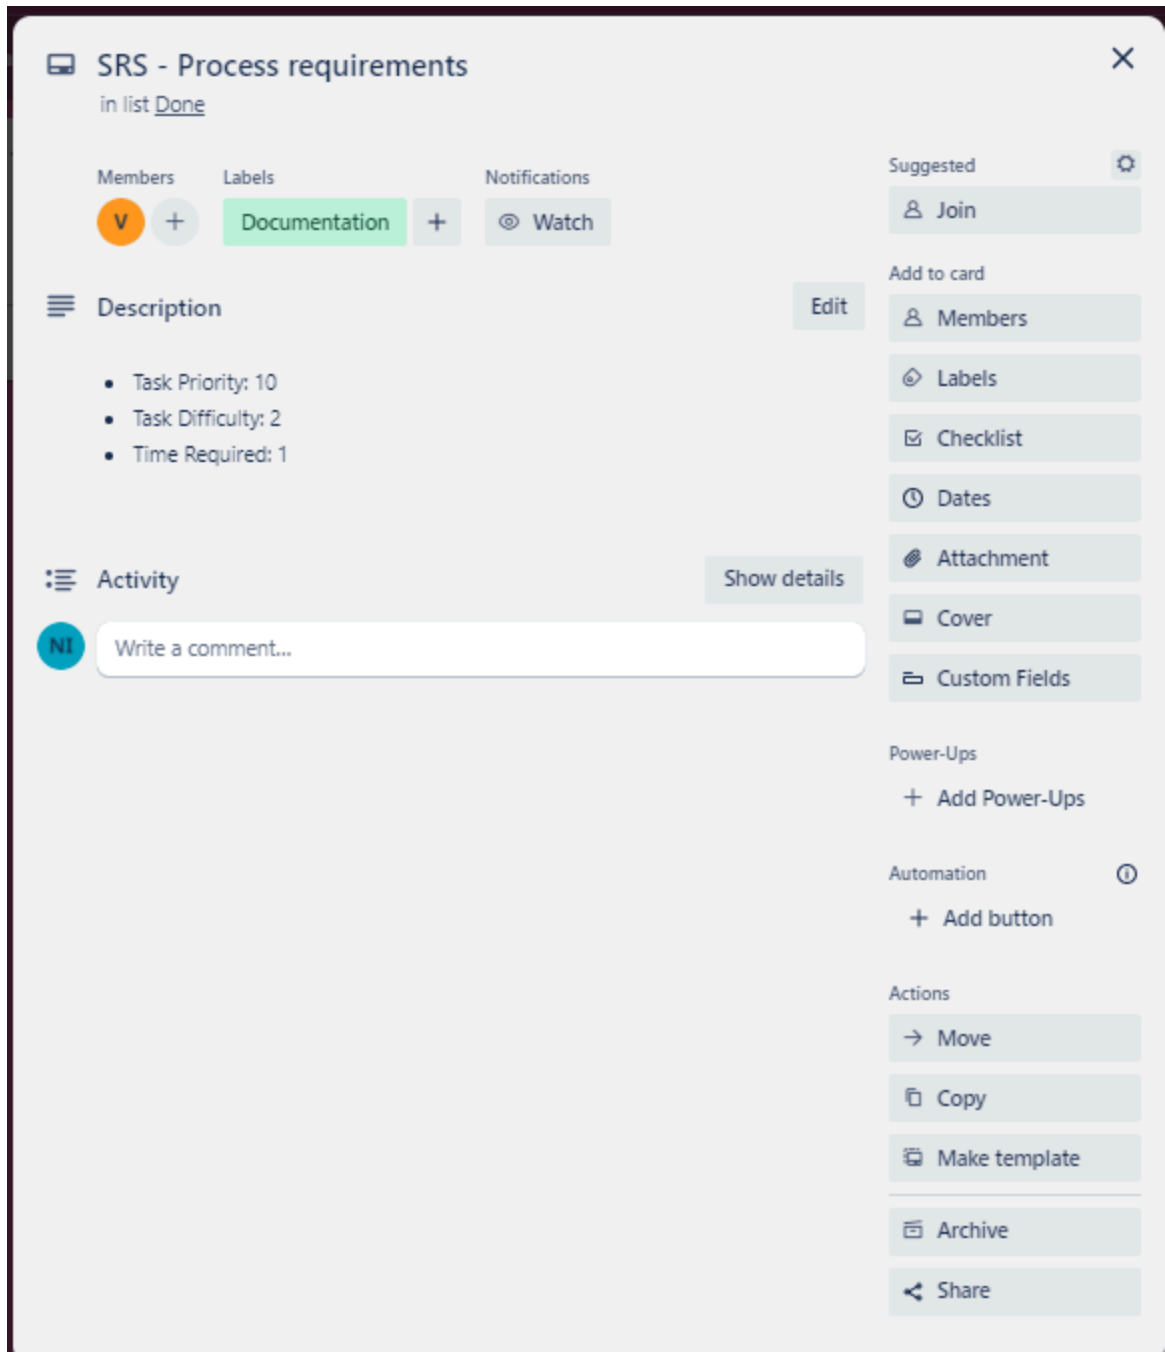 SRS - Process requirements
in list Done
Members
Labels
Notifications
V
Documentation
Watch
Description
Edit
Task Priority: 10
Task Difficulty: 2
Time Required: 1
Activity
Show details
NI
Write a comment...
Suggested
Join
Add to card
Members
Labels
Checklist
Dates
Attachment
Cover
Custom Fields
Power-Ups
+ Add Power-Ups
Automation
+ Add button
Actions
Move
Copy
Make template
Archive
Share